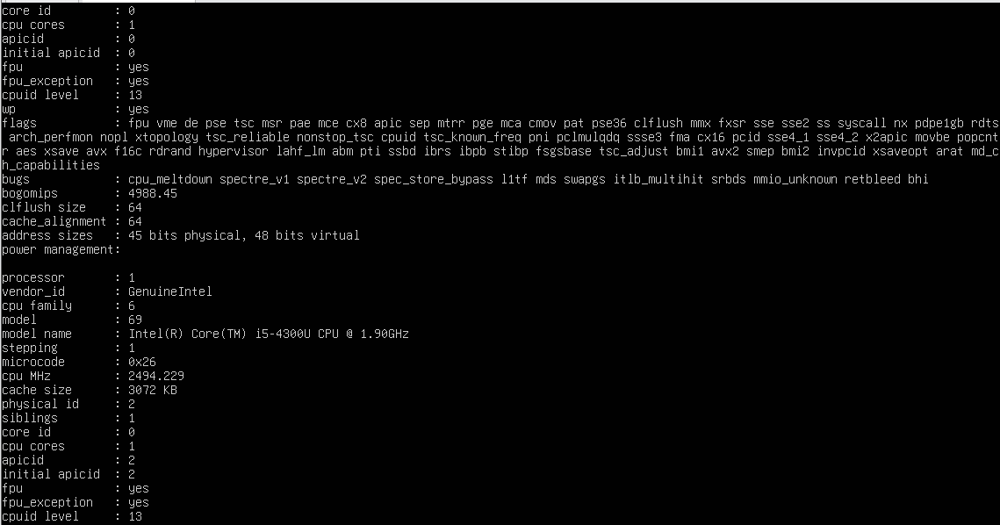 core id         : 0
cpu cores       : 1
apicid          : 0
initial apicid  : 0
fpu             : yes
fpu_exception   : yes
cpuid level     : 13
wp              : yes
flags           : fpu vme de pse tsc msr pae mce cx8 apic sep mtrr pge mca cmov pat pse36 clflush mmx fxsr sse sse2 ss syscall nx pdpe1gb rdts
 arch_perfmon nopl xtopology tsc_reliable nonstop_tsc cpuid tsc_known_freq pni pclmulqdq ssse3 fma cx16 pcid sse4_1 sse4_2 x2apic movbe popcnt
r aes xsave avx f16c rdrand hypervisor lahf_lm abm pti ssbd ibrs ibpb stibp fsgsbase tsc_adjust bmi1 avx2 smep bmi2 invpcid xsaveopt arat md_c
h_capabilities
bugs            : cpu_meltdown spectre_v1 spectre_v2 spec_store_bypass l1tf mds swapgs itlb_multihit srbds mmio_unknown retbleed bhi
bogomips        : 4988.45
clflush size    : 64
cache_alignment : 64
address sizes   : 45 bits physical, 48 bits virtual
power management:

processor       : 1
vendor_id       : GenuineIntel
cpu family      : 6
model           : 69
model name      : Intel(R) Core(TM) i5-4300U CPU @ 1.90GHz
stepping        : 1
microcode       : 0x26
cpu MHz         : 2494.229
cache size      : 3072 KB
physical id     : 2
siblings        : 1
core id         : 0
cpu cores       : 1
apicid          : 2
initial apicid  : 2
fpu             : yes
fpu_exception   : yes
cpuid level     : 13